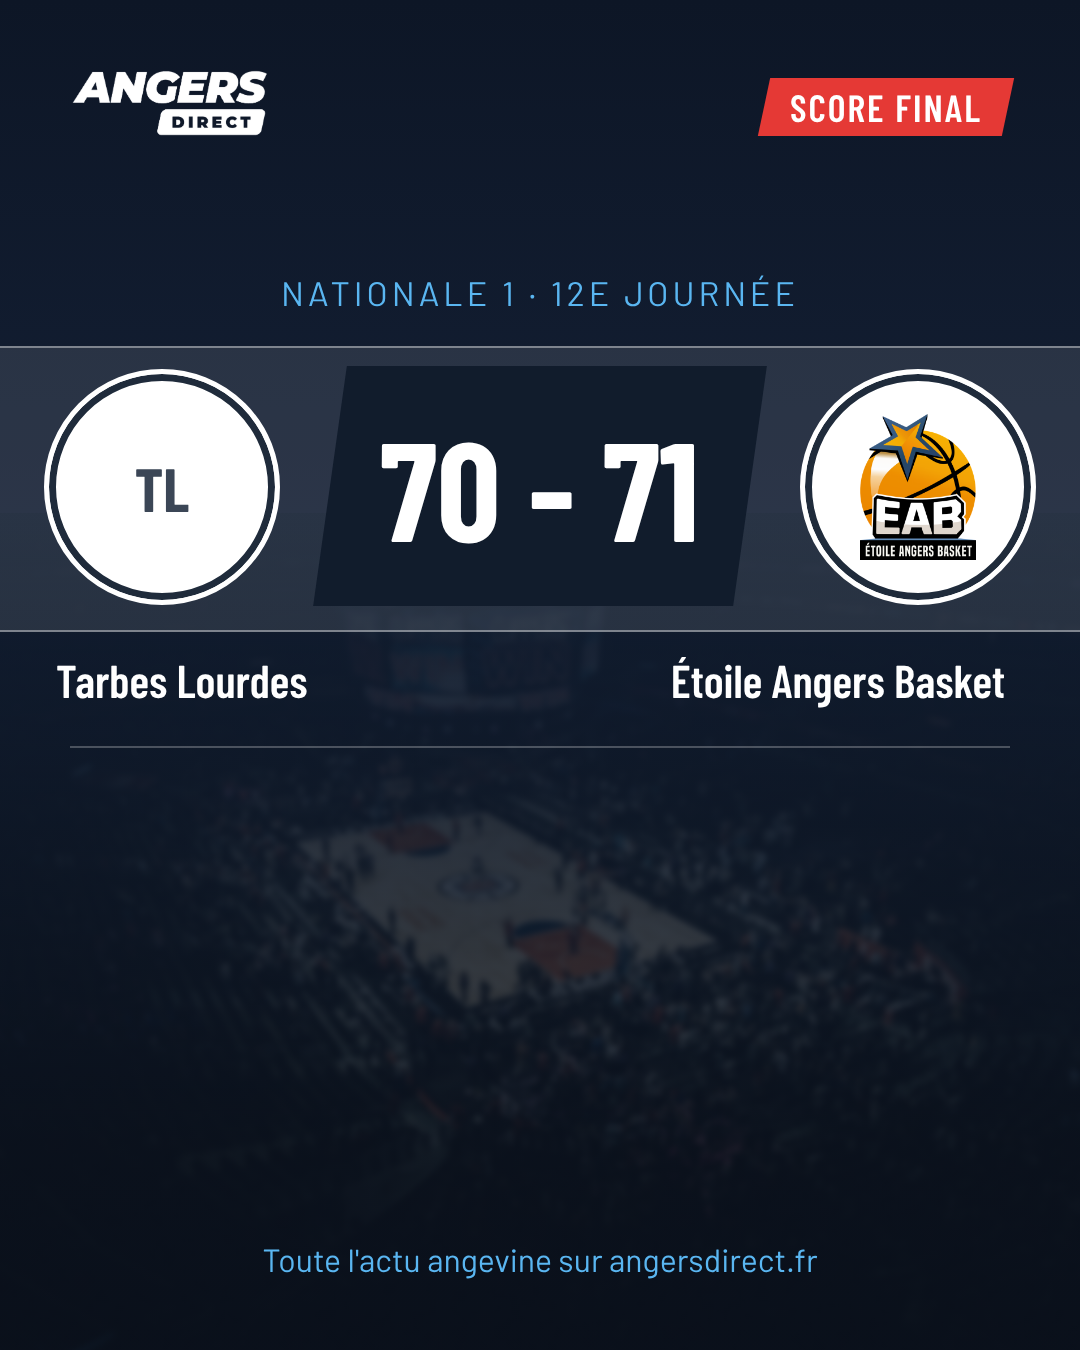 ANGERS
DIRECT
SCORE FINAL
NATIONALE 1 · 12E JOURNÉE
TL
70 - 71
EAB
ÉTOILE ANGERS BASKET
Tarbes Lourdes
Étoile Angers Basket
Toute l'actu angevine sur angersdirect.fr